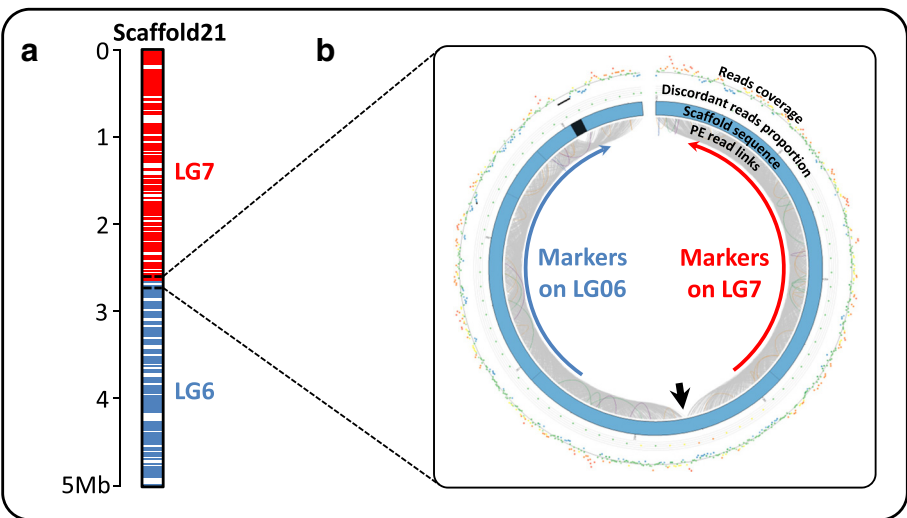 a
Scaffold21
0
1
2
3
4
5Mb
LG7
LG6
b
Reads coverage
Discordant reads proportion
Scaffold sequence
PE read links
Markers
on LG06
Markers
on LG7